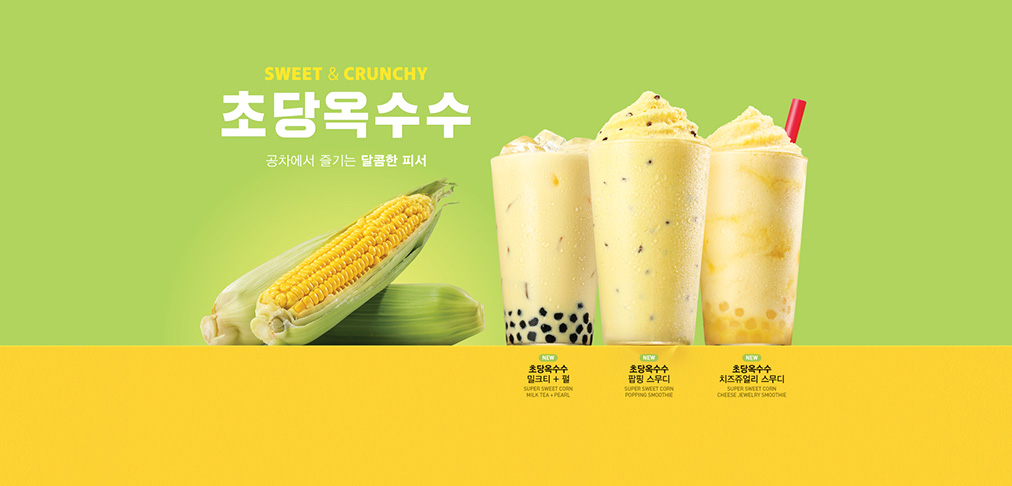 SWEET & CRUNCHY
초당옥수수
공차에서 즐기는 달콤한 피서
NEW
초당옥수수
밀크티 + 펄
SUPER SWEET CORN
MILK TEA + PEARL
NEW
초당옥수수
팝핑 스무디
SUPER SWEET CORN
POPPING SMOOTHIE
NEW
초당옥수수
치즈쥬얼리 스무디
SUPER SWEET CORN
CHEESE JEWELRY SMOOTHIE